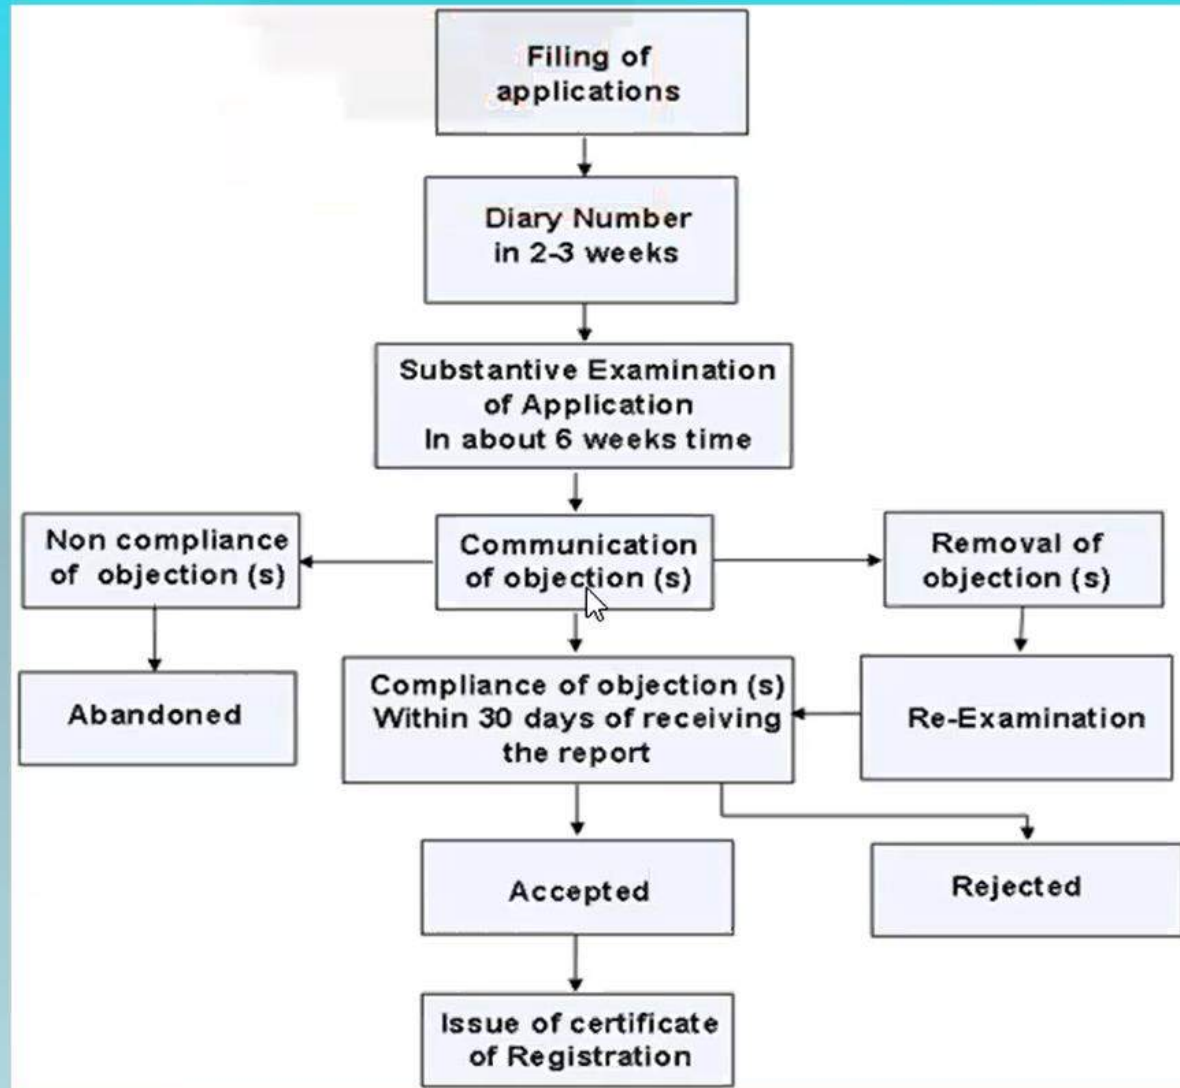 Filing of
applications
Diary Number
in 2-3 weeks
Substantive Examination
of Application
In about 6 weeks time
Non compliance
of objection (s)
Communication
of objection (s)
Removal of
objection (s)
Abandoned
Compliance of objection (s)
Within 30 days of receiving
the report
Re-Examination
Accepted
Rejected
Issue of certificate
of Registration